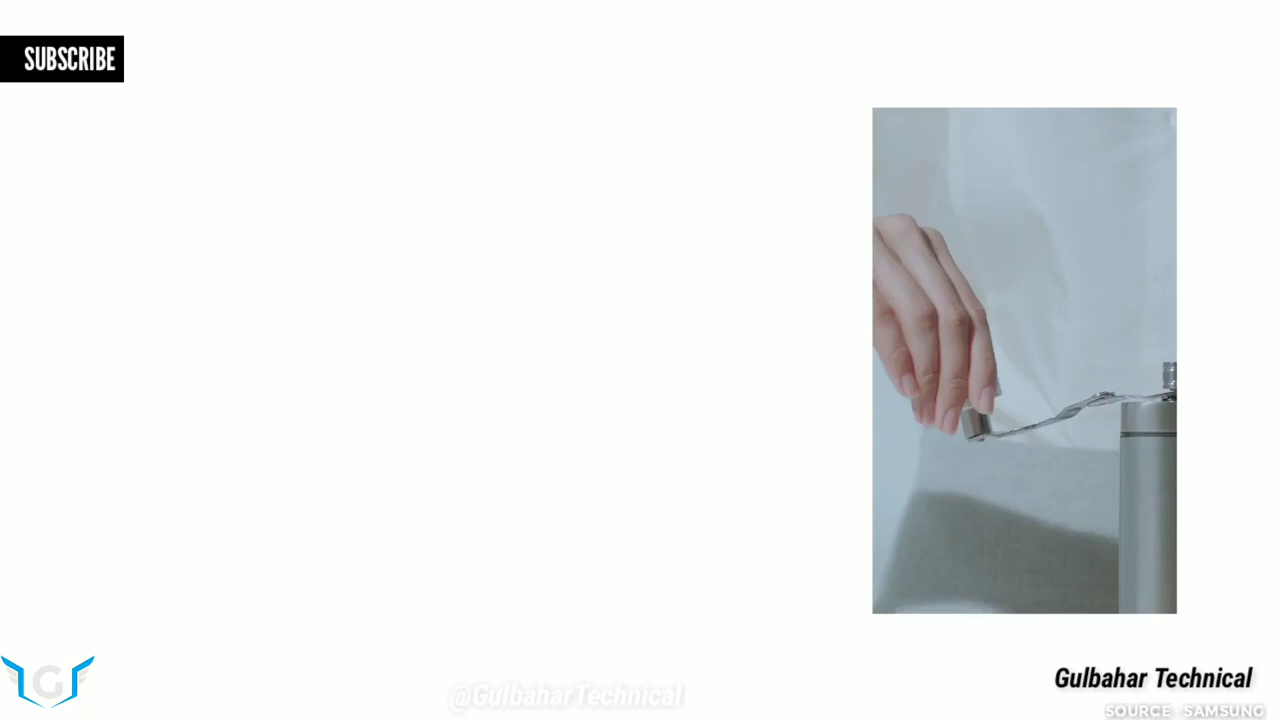 SUBSCRIBE
G
@GulbaharTechnical
Gulbahar Technical
SOURCE - SAMSUNG